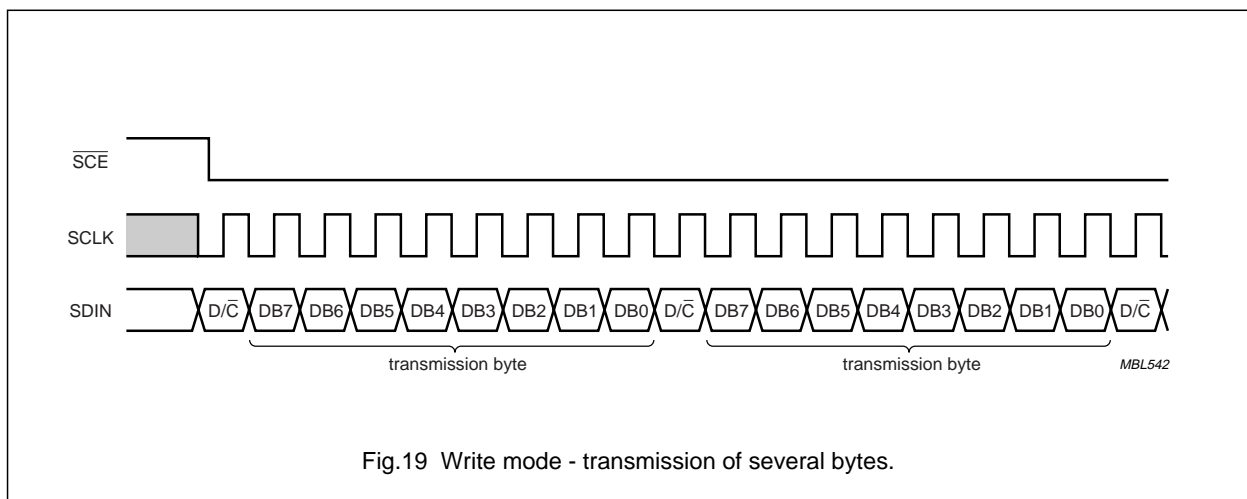 SCE
SCLK
SDIN D/C DB7 DB6 DB5 DB4 DB3 DB2 DB1 DB0 D/C DB7 DB6 DB5 DB4 DB3 DB2 DB1 DB0 D/C
transmission byte transmission byte MBL542
Fig.19 Write mode - transmission of several bytes.